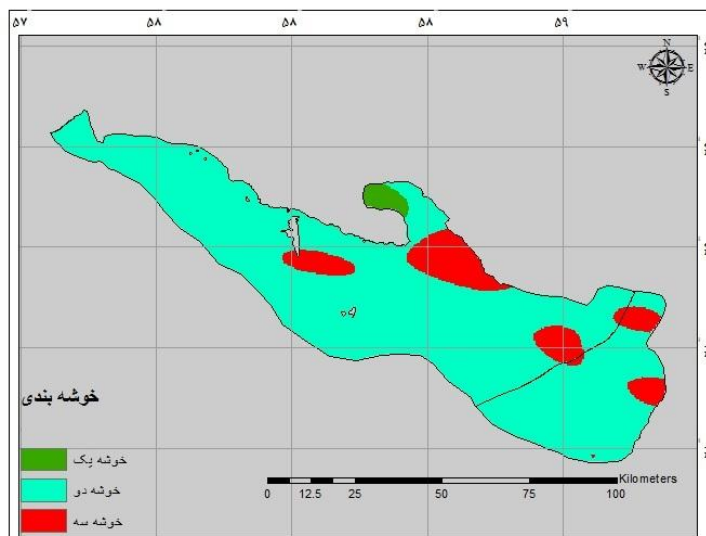 ۵۷ ۵۸ ۵۸ ۵۸ ۵۹
N
W E
S
خوشه بندی
خوشه یک
خوشه دو
خوشه سه
Kilometers
0 12.5 25 50 75 100